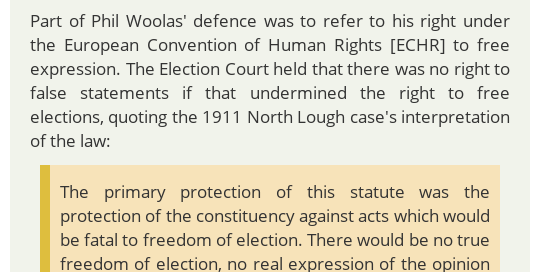 Part of Phil Woolas' defence was to refer to his right under
the European Convention of Human Rights [ECHR] to free
expression. The Election Court held that there was no right to
false statements if that undermined the right to free
elections, quoting the 1911 North Lough case's interpretation
of the law:
The primary protection of this statute was the
protection of the constituency against acts which would
be fatal to freedom of election. There would be no true
freedom of election, no real expression of the opinion